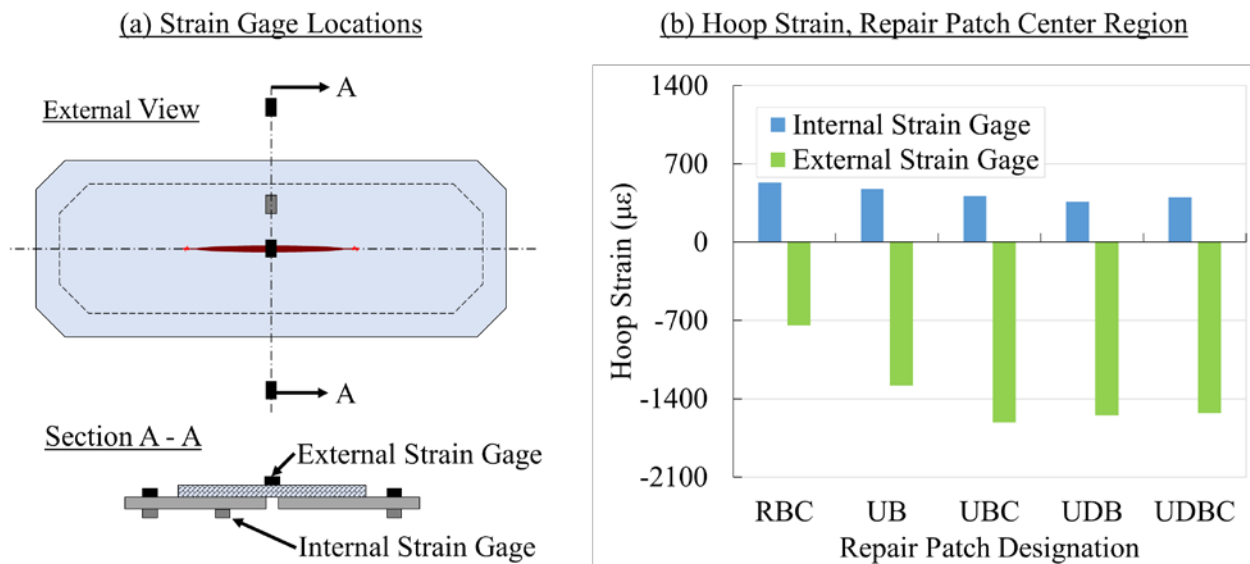 (a) Strain Gage Locations
External View
A
A
Section A - A
External Strain Gage
Internal Strain Gage
(b) Hoop Strain, Repair Patch Center Region
Internal Strain Gage
External Strain Gage
Hoop Strain (με)
1400
700
0
-700
-1400
-2100
RBC UB UBC UDB UDBC
Repair Patch Designation